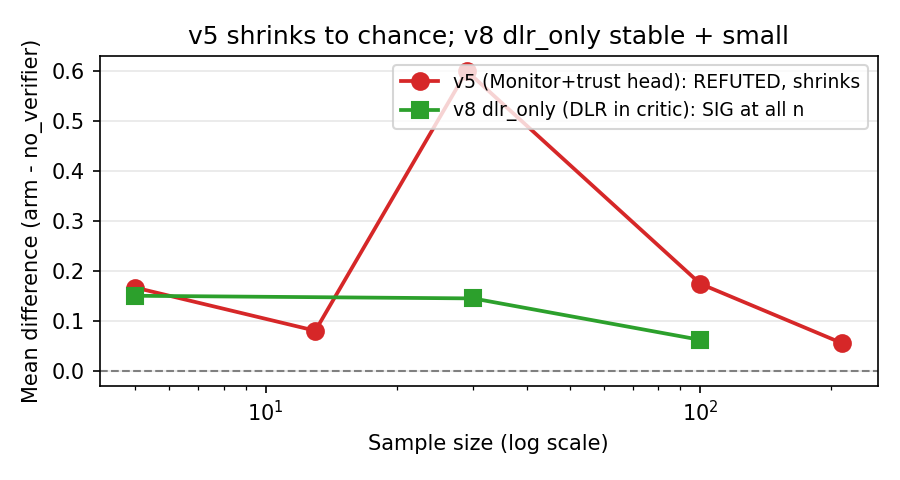 v5 shrinks to chance; v8 dlr_only stable + small
Mean difference (arm - no_verifier)
0.6
0.5
0.4
0.3
0.2
0.1
0.0
v5 (Monitor+trust head): REFUTED, shrinks
v8 dlr_only (DLR in critic): SIG at all n
10¹
10²
Sample size (log scale)